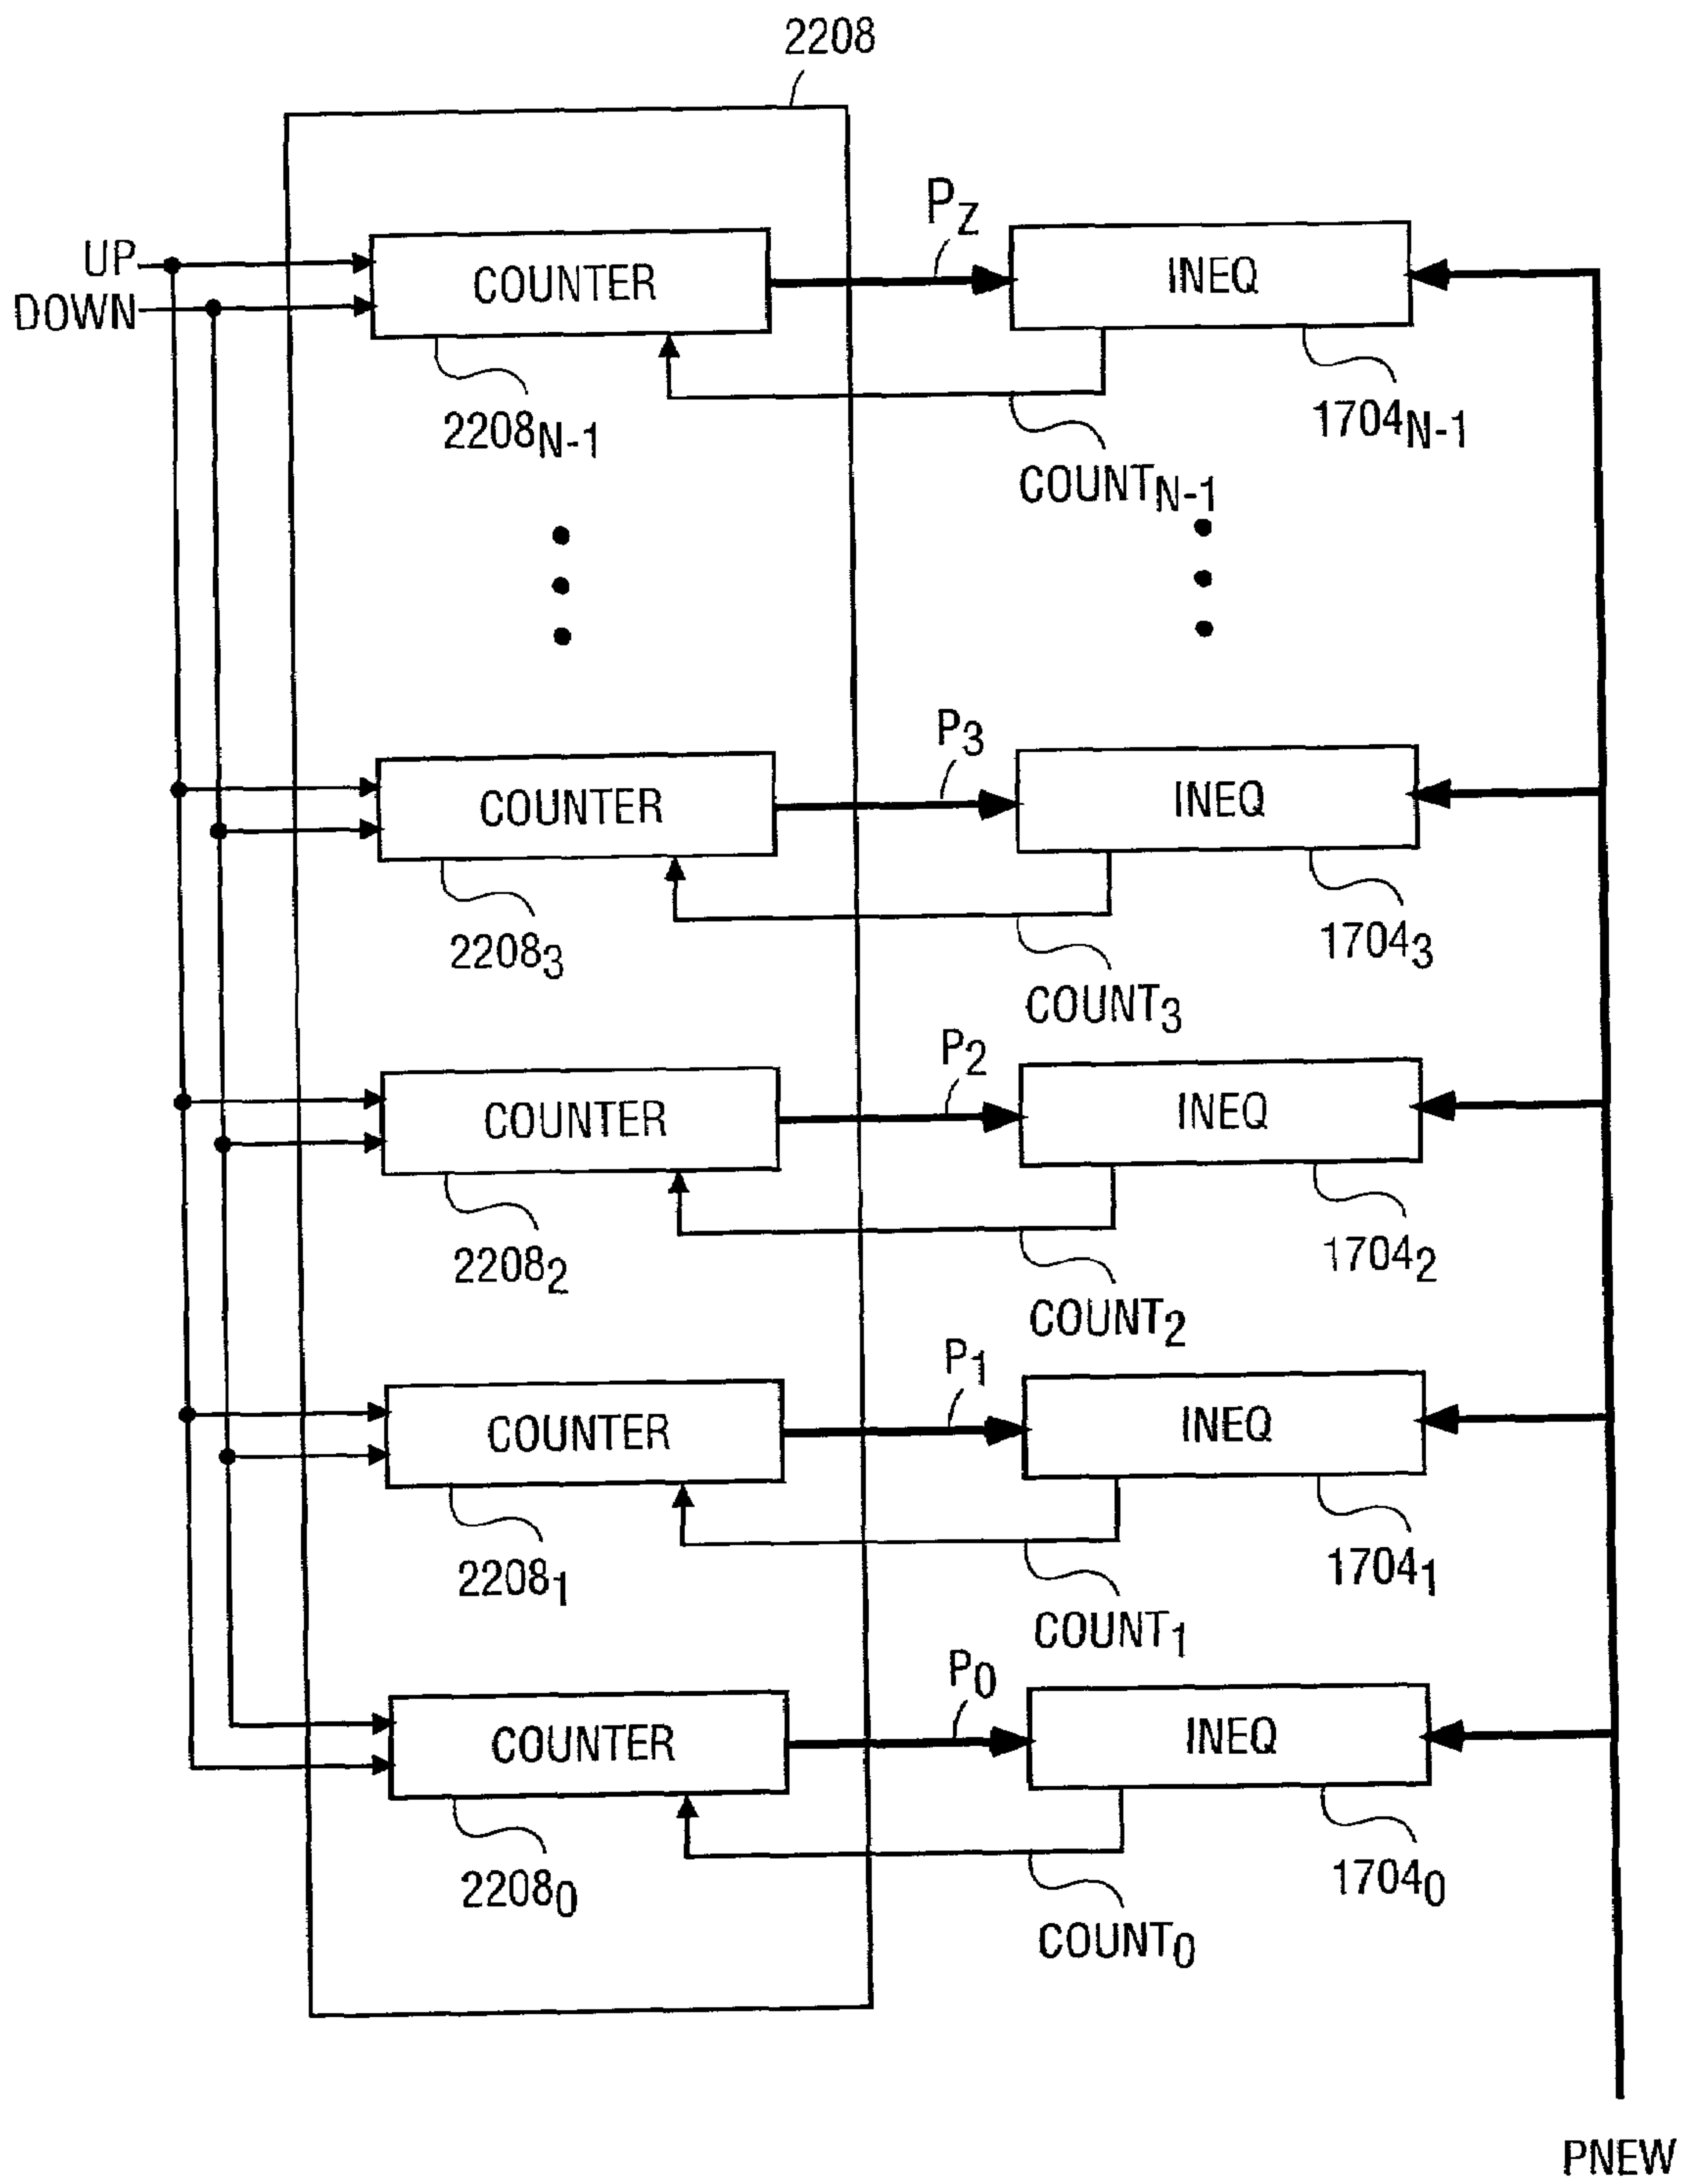 2208
P_Z
UP
DOWN
COUNTER
INEQ
2208_N-1
1704_N-1
COUNT_N-1
P_3
COUNTER
INEQ
2208_3
1704_3
COUNT_3
P_2
COUNTER
INEQ
2208_2
1704_2
COUNT_2
P_1
COUNTER
INEQ
2208_1
1704_1
COUNT_1
P_0
COUNTER
INEQ
2208_0
1704_0
COUNT_0
PNEW